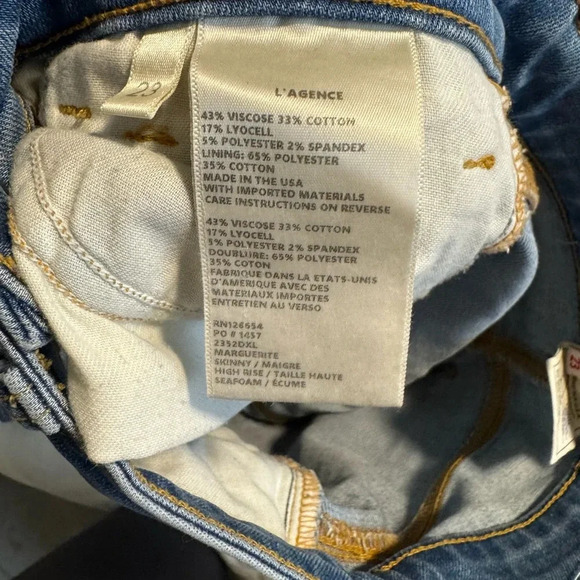 23
L'AGENCE
43% VISCOSE 33% COTTON
17% LYOCELL
5% POLYESTER 2% SPANDEX
LINING: 65% POLYESTER
35% COTON
MADE IN THE USA
WITH IMPORTED MATERIALS
CARE INSTRUCTIONS ON REVERSE
43% VISCOSE 33% COTTON
17% LYOCELL
5% POLYESTER 2% SPANDEX
DOUBLURE: 65% POLYESTER
35% COTON
FABRIQUE DANS LA ETATS-UNIS
D'AMERIQUE AVEC DES
MATERIAUX IMPORTES
ENTRETIEN AU VERSO
RN126654
PO # 1457
2352DXL
MARGUERITE
SKINNY / MAIGRE
HIGH RISE / TAILLE HAUTE
SEAFOAM / ÉCUME
23